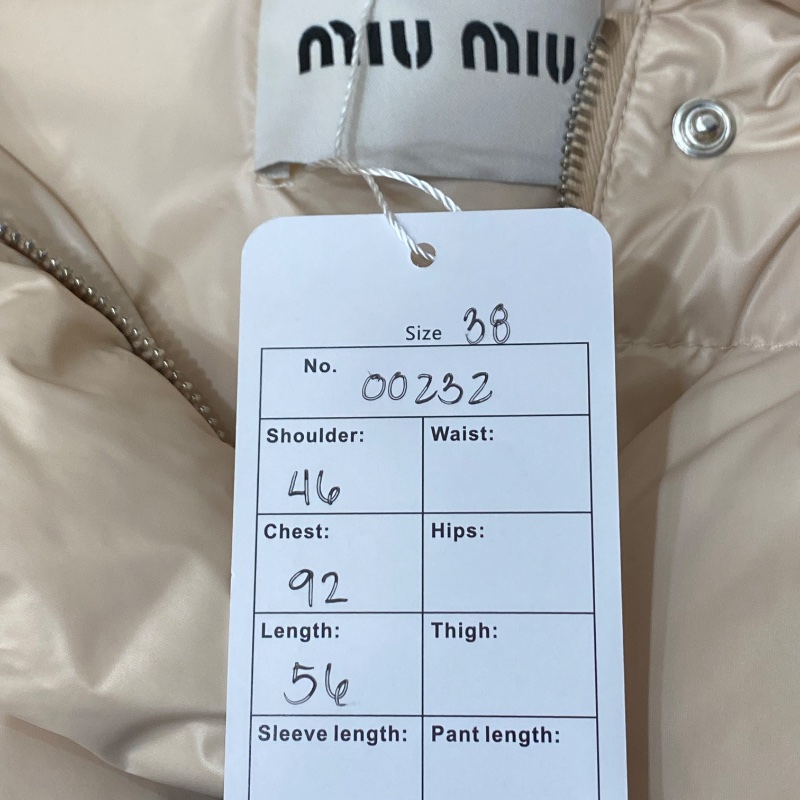 MIU MIU
Size 38
No. 00232
Shoulder: 46
Waist:
Chest: 92
Hips:
Length: 56
Thigh:
Sleeve length:
Pant length: